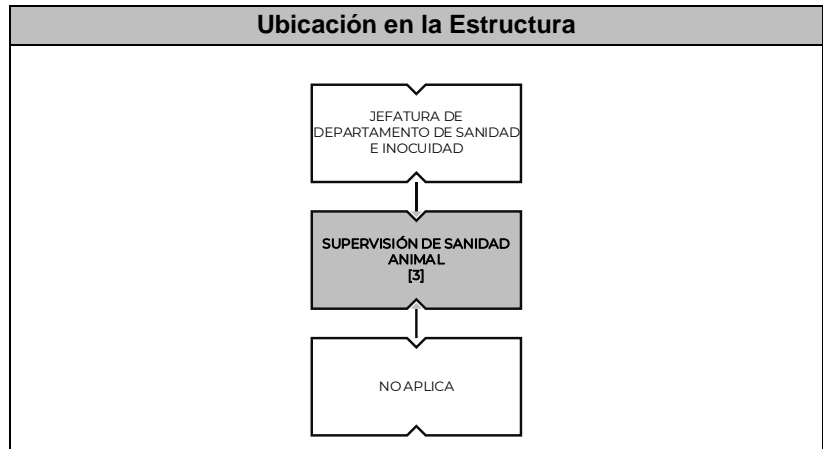 Ubicación en la Estructura
JEFATURA DE
DEPARTAMENTO DE SANIDAD
E INOCUIDAD
SUPERVISIÓN DE SANIDAD
ANIMAL
[3]
NO APLICA